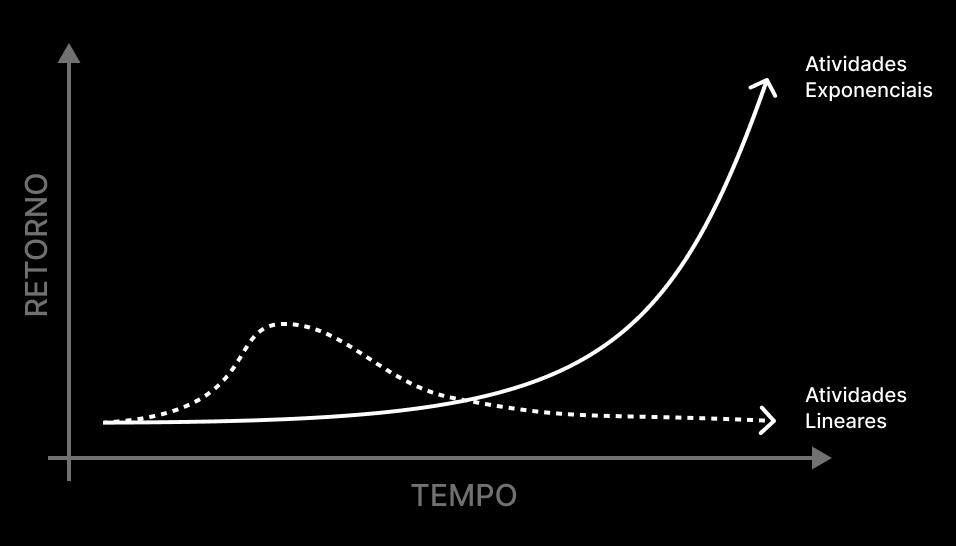 Atividades
Exponenciais
RETORNO
Atividades
Lineares
TEMPO